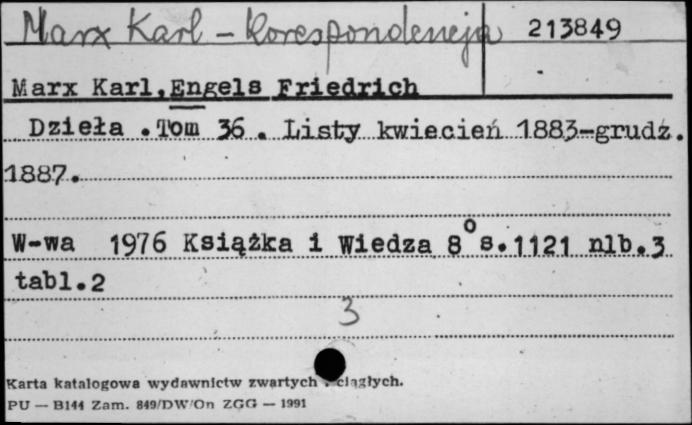 Marx Karl - Korespondencja 213849
Marx Karl, Engels Friedrich
Dzieła . Tom 36 . Listy kwiecień 1883-grudź.
1887.
W-wa 1976 Książka i Wiedza 8° s.1121 nlb.3
tabl.2
3
Karta katalogowa wydawnictw zwartych ciągłych.
PU — B144 Zam. 849/DW/On ZGG — 1991